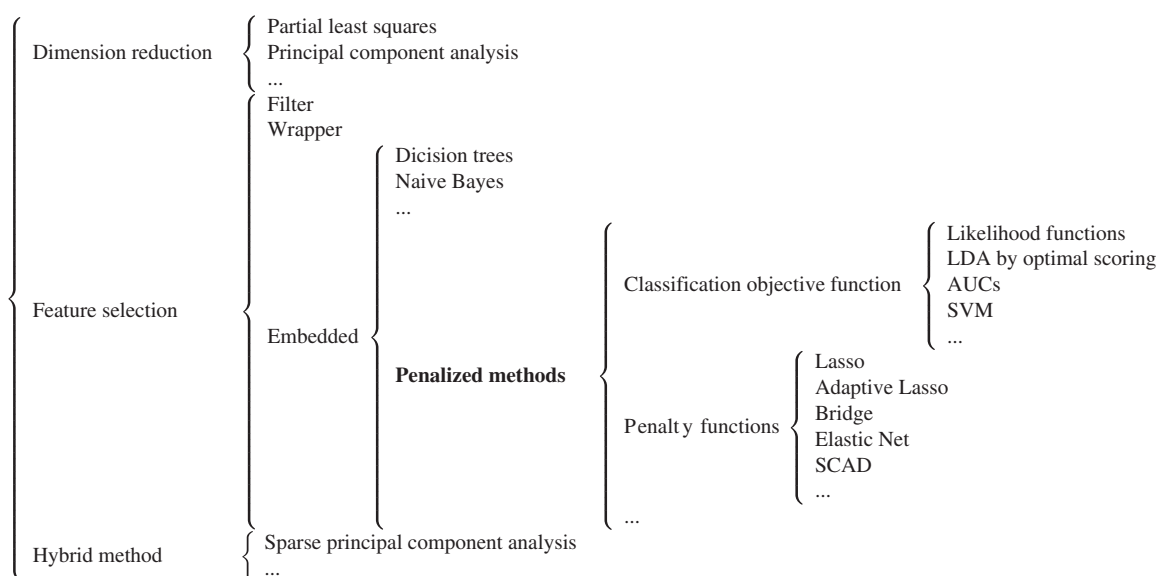 Dimension reduction
Partial least squares
Principal component analysis
...
Feature selection
Filter
Wrapper
Embedded
Dicision trees
Naive Bayes
...
Penalized methods
Classification objective function
Likelihood functions
LDA by optimal scoring
AUCs
SVM
...
Penalty functions
Lasso
Adaptive Lasso
Bridge
Elastic Net
SCAD
...
...
Hybrid method
Sparse principal component analysis
...